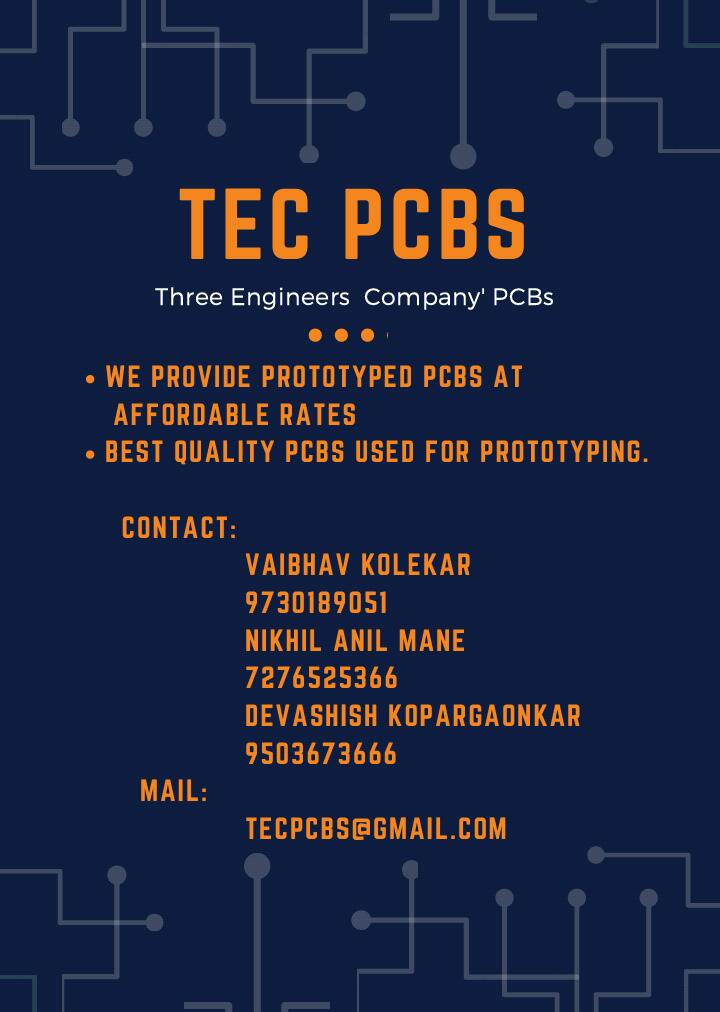 TEC PCBS
Three Engineers  Company' PCBs
• WE PROVIDE PROTOTYPED PCBS AT
AFFORDABLE RATES
• BEST QUALITY PCBS USED FOR PROTOTYPING.
CONTACT:
VAIBHAV KOLEKAR
9730189051
NIKHIL ANIL MANE
7276525366
DEVASHISH KOPARGAONKAR
9503673666
MAIL:
TECPCBS@GMAIL.COM